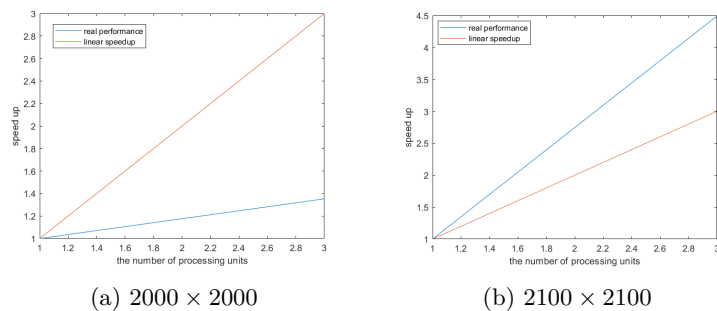 3
2.8
2.6
2.4
2.2
2
1.8
1.6
1.4
1.2
1
speed up
real performance
linear speedup
1 1.2 1.4 1.6 1.8 2 2.2 2.4 2.6 2.8 3
the number of processing units
(a) 2000 × 2000
4.5
4
3.5
3
2.5
2
1.5
1
speed up
real performance
linear speedup
1 1.2 1.4 1.6 1.8 2 2.2 2.4 2.6 2.8 3
the number of processing units
(b) 2100 × 2100